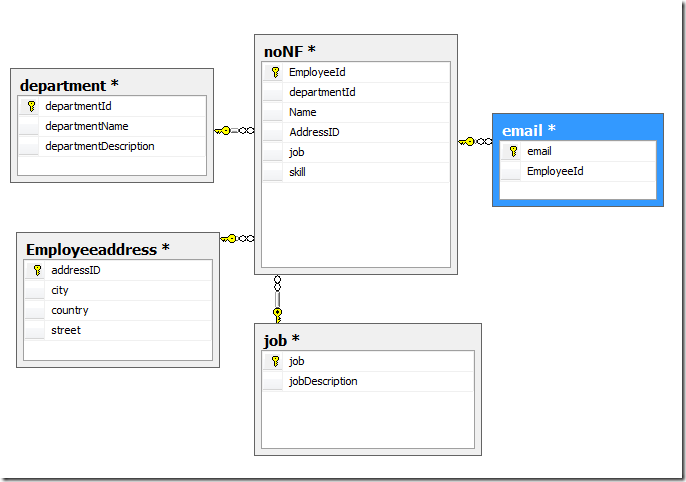 noNF *
EmployeeId
departmentId
Name
AddressID
job
skill
department *
departmentId
departmentName
departmentDescription
email *
email
EmployeeId
Employeeaddress *
addressID
city
country
street
job *
job
jobDescription